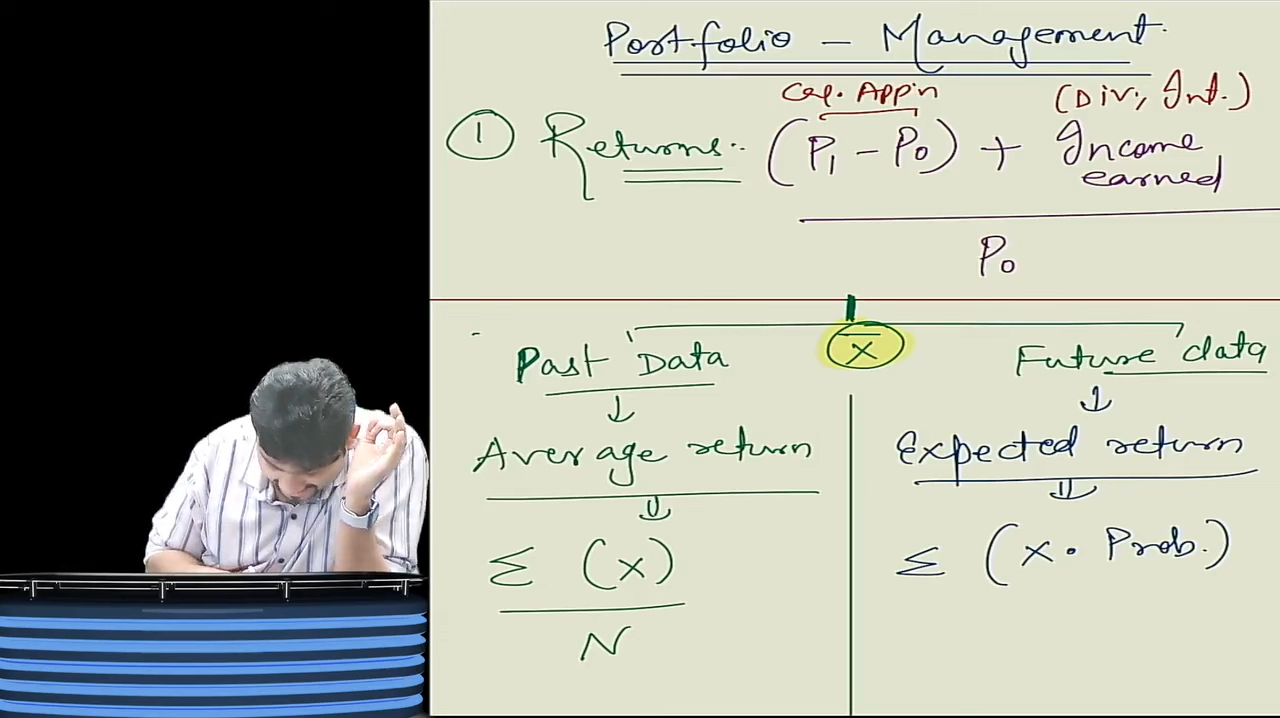 Portfolio - Management
Cap. App'n (Div., Int.)
① Returns:- (P₁ - P₀) + Income earned
P₀
x̄
Past Data Future data
↓ ↓
Average return Expected return
⇓ ⇓
Σ (x) Σ (x . Prob.)
N